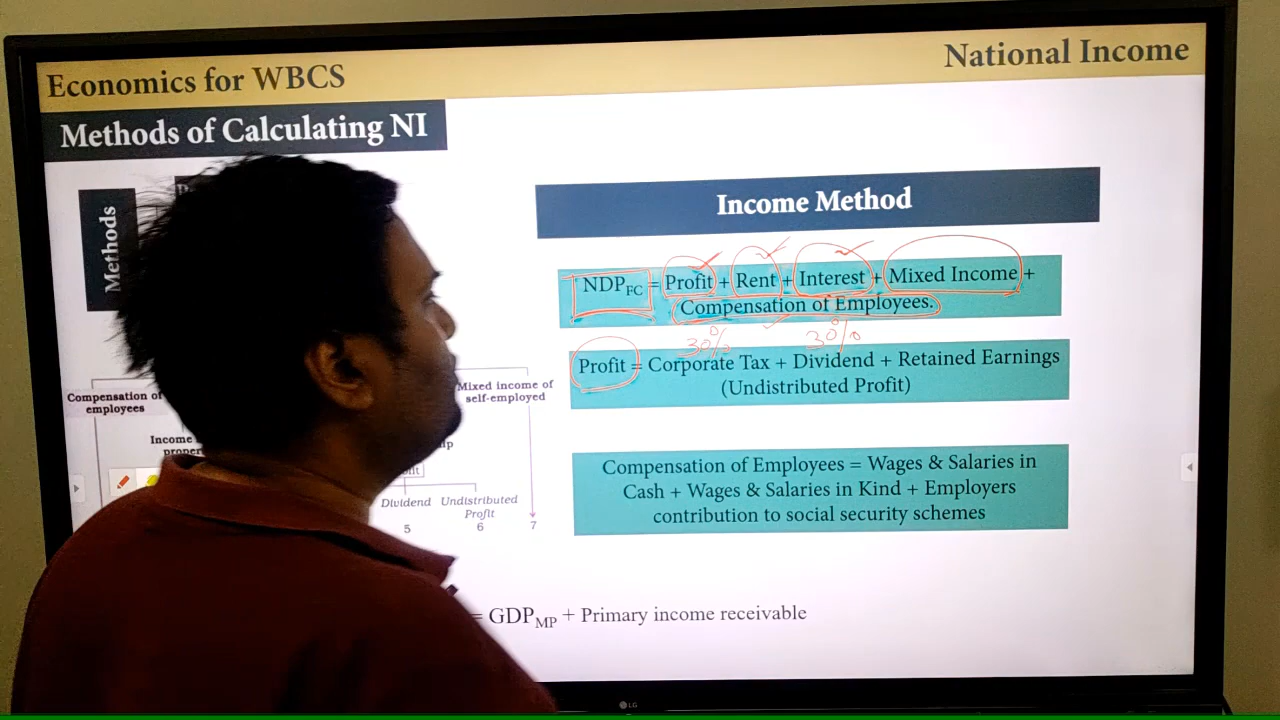 Economics for WBCS
National Income
Methods of Calculating NI
Methods
Income Method
NDP_FC = Profit + Rent + Interest + Mixed Income +
Compensation of Employees.
30% 30%
Profit = Corporate Tax + Dividend + Retained Earnings
(Undistributed Profit)
Compensation of
employees
Mixed income of
self-employed
Income
Dividend Undistributed
Profit
5 6 7
Compensation of Employees = Wages & Salaries in
Cash + Wages & Salaries in Kind + Employers
contribution to social security schemes
= GDP_MP + Primary income receivable
LG